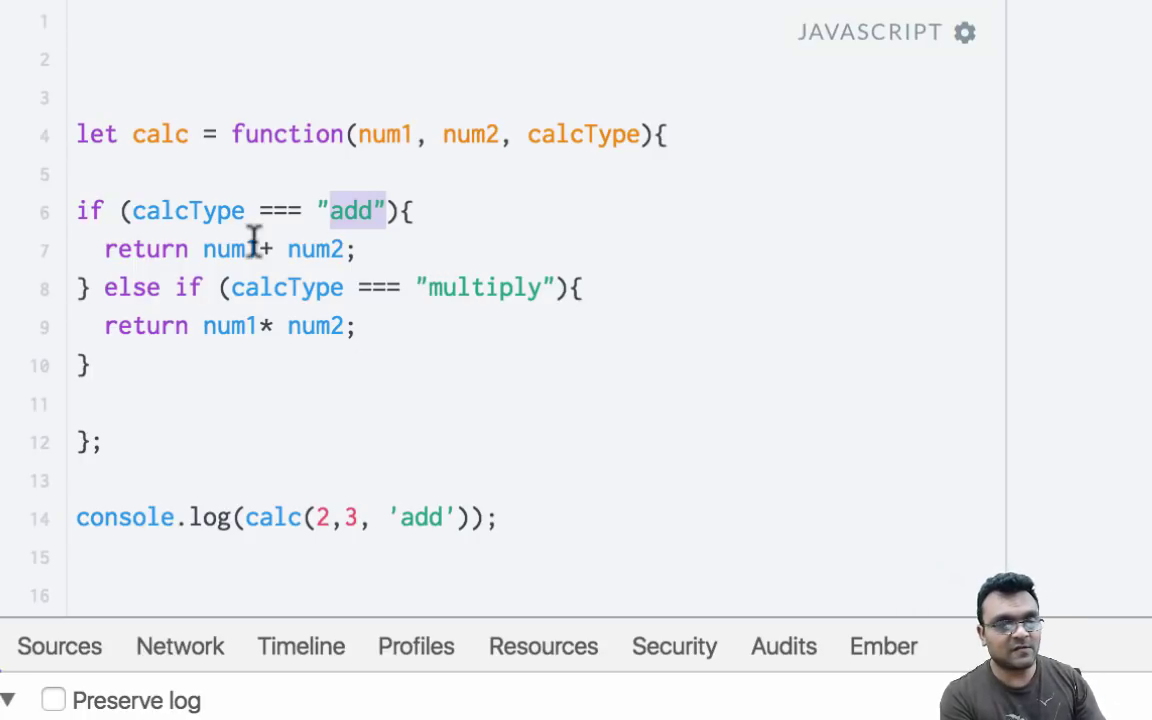 1
JAVASCRIPT
2
3
4 let calc = function(num1, num2, calcType){
5
6 if (calcType === "add"){
7 return num1+ num2;
8 } else if (calcType === "multiply"){
9 return num1* num2;
10 }
11
12 };
13
14 console.log(calc(2,3, 'add'));
15
16
Sources Network Timeline Profiles Resources Security Audits Ember
Preserve log